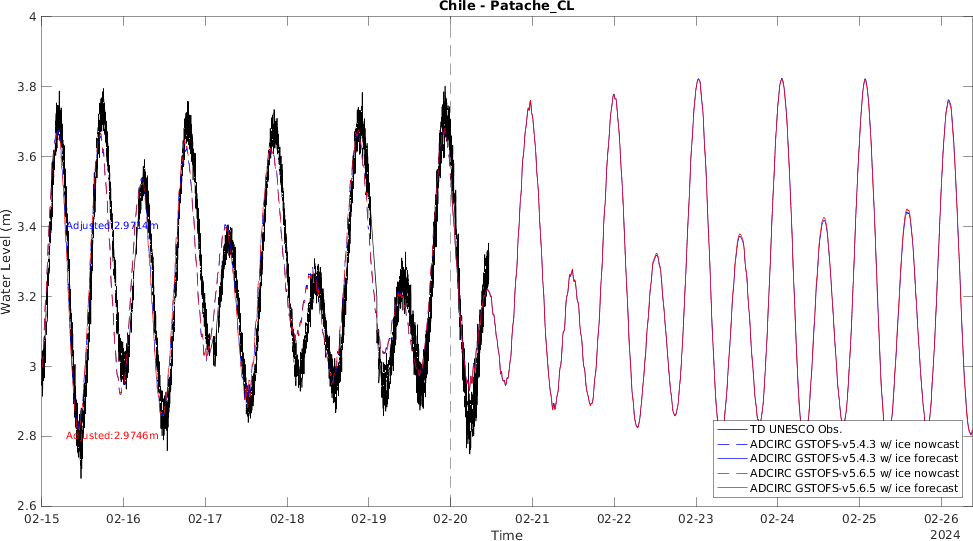 Chile - Patache_CL
4
3.8
3.6
3.4
3.2
3
2.8
2.6
Water Level (m)
Adjusted:2.9714m
Adjusted:2.9746m
TD UNESCO Obs.
ADCIRC GSTOFS-v5.4.3 w/ ice nowcast
ADCIRC GSTOFS-v5.4.3 w/ ice forecast
ADCIRC GSTOFS-v5.6.5 w/ ice nowcast
ADCIRC GSTOFS-v5.6.5 w/ ice forecast
02-15 02-16 02-17 02-18 02-19 02-20 02-21 02-22 02-23 02-24 02-25 02-26
Time
2024